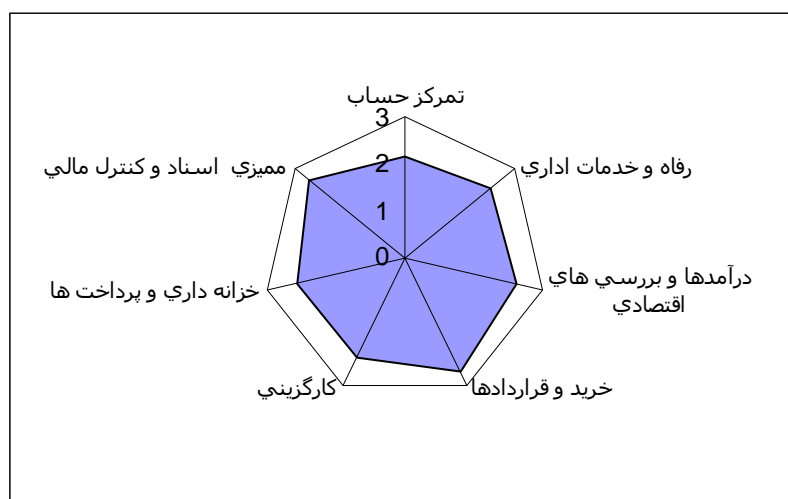 تمرکز حساب
3
رفاه و خدمات اداري
مميزي اسناد و کنترل مالي
2
1
0
درآمدها و بررسي هاي
اقتصادي
خزانه داري و پرداخت ها
خريد و قراردادها
کارگزيني